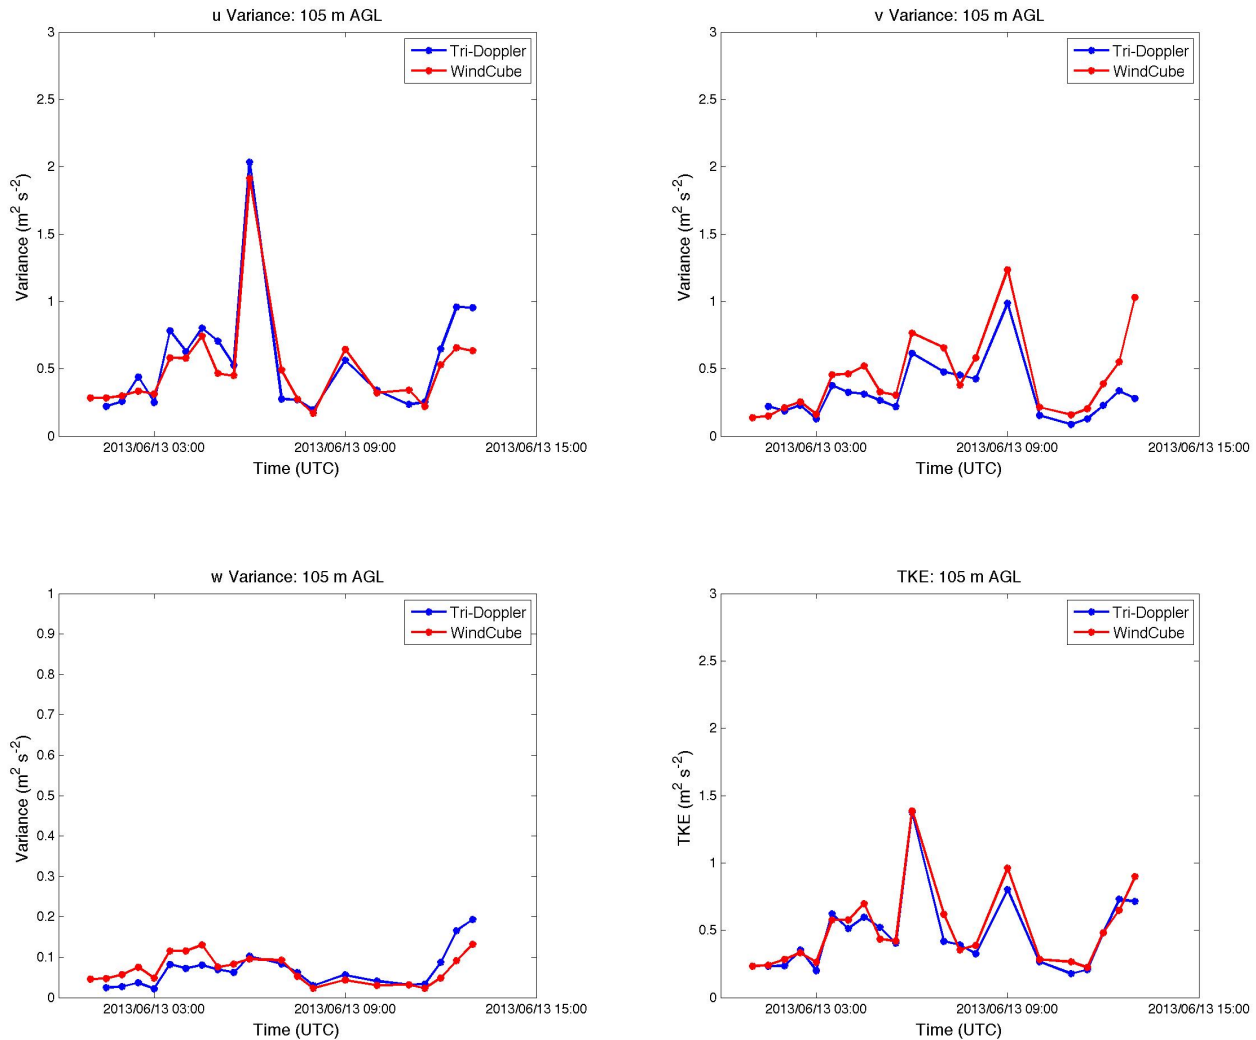 u Variance: 105 m AGL
3
2.5
2
1.5
1
0.5
0
Variance (m² s⁻²)
2013/06/13 03:00 2013/06/13 09:00 2013/06/13 15:00
Time (UTC)
Tri-Doppler
WindCube
v Variance: 105 m AGL
3
2.5
2
1.5
1
0.5
0
Variance (m² s⁻²)
2013/06/13 03:00 2013/06/13 09:00 2013/06/13 15:00
Time (UTC)
Tri-Doppler
WindCube
w Variance: 105 m AGL
1
0.9
0.8
0.7
0.6
0.5
0.4
0.3
0.2
0.1
0
Variance (m² s⁻²)
2013/06/13 03:00 2013/06/13 09:00 2013/06/13 15:00
Time (UTC)
Tri-Doppler
WindCube
TKE: 105 m AGL
3
2.5
2
1.5
1
0.5
0
TKE (m² s⁻²)
2013/06/13 03:00 2013/06/13 09:00 2013/06/13 15:00
Time (UTC)
Tri-Doppler
WindCube